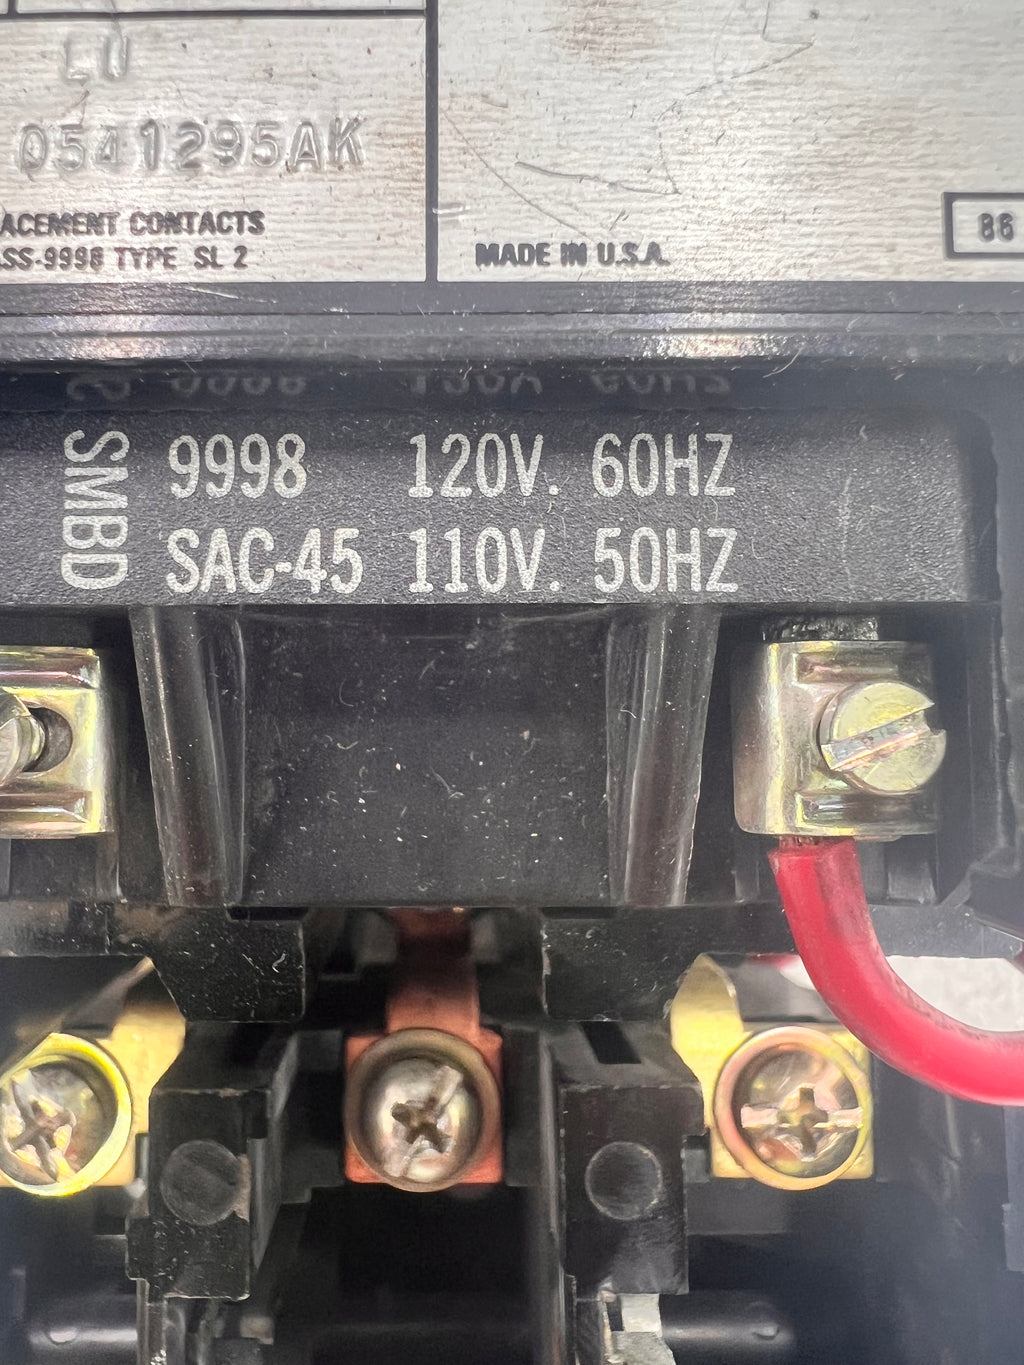 LU
0541295AK
ACEMENT CONTACTS
SS-9998 TYPE SL 2
MADE IN U.S.A.
86
SMBD
9998 120V. 60HZ
SAC-45 110V. 50HZ